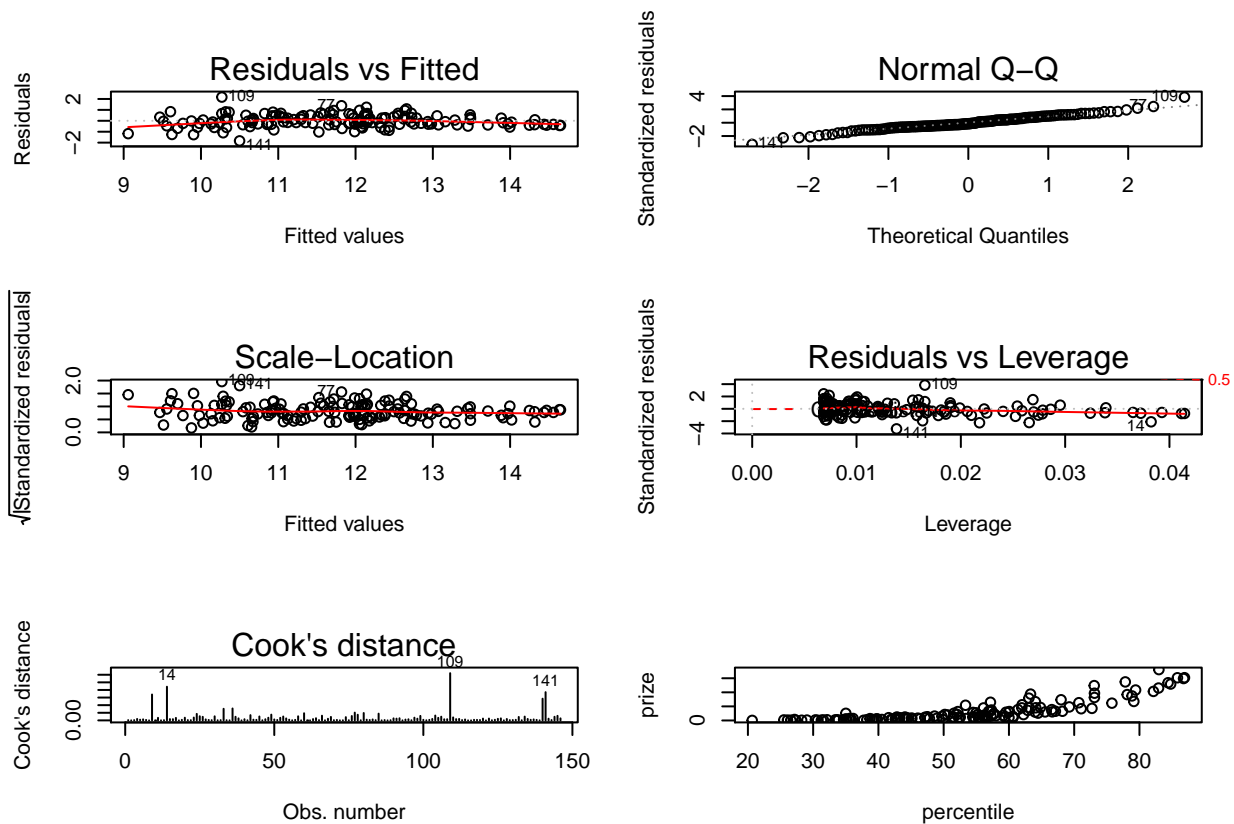 Residuals vs Fitted
Residuals
2
−2
109
77
141
9 10 11 12 13 14
Fitted values
Normal Q−Q
Standardized residuals
4
−2
109
77
141
−2 −1 0 1 2
Theoretical Quantiles
Scale−Location
√|Standardized residuals|
2.0
0.0
109
141
77
9 10 11 12 13 14
Fitted values
Residuals vs Leverage
Standardized residuals
2
−4
0.5
109
141
14
0.00 0.01 0.02 0.03 0.04
Leverage
Cook's distance
Cook's distance
0.00
14
109
141
0 50 100 150
Obs. number
prize
0
20 30 40 50 60 70 80
percentile